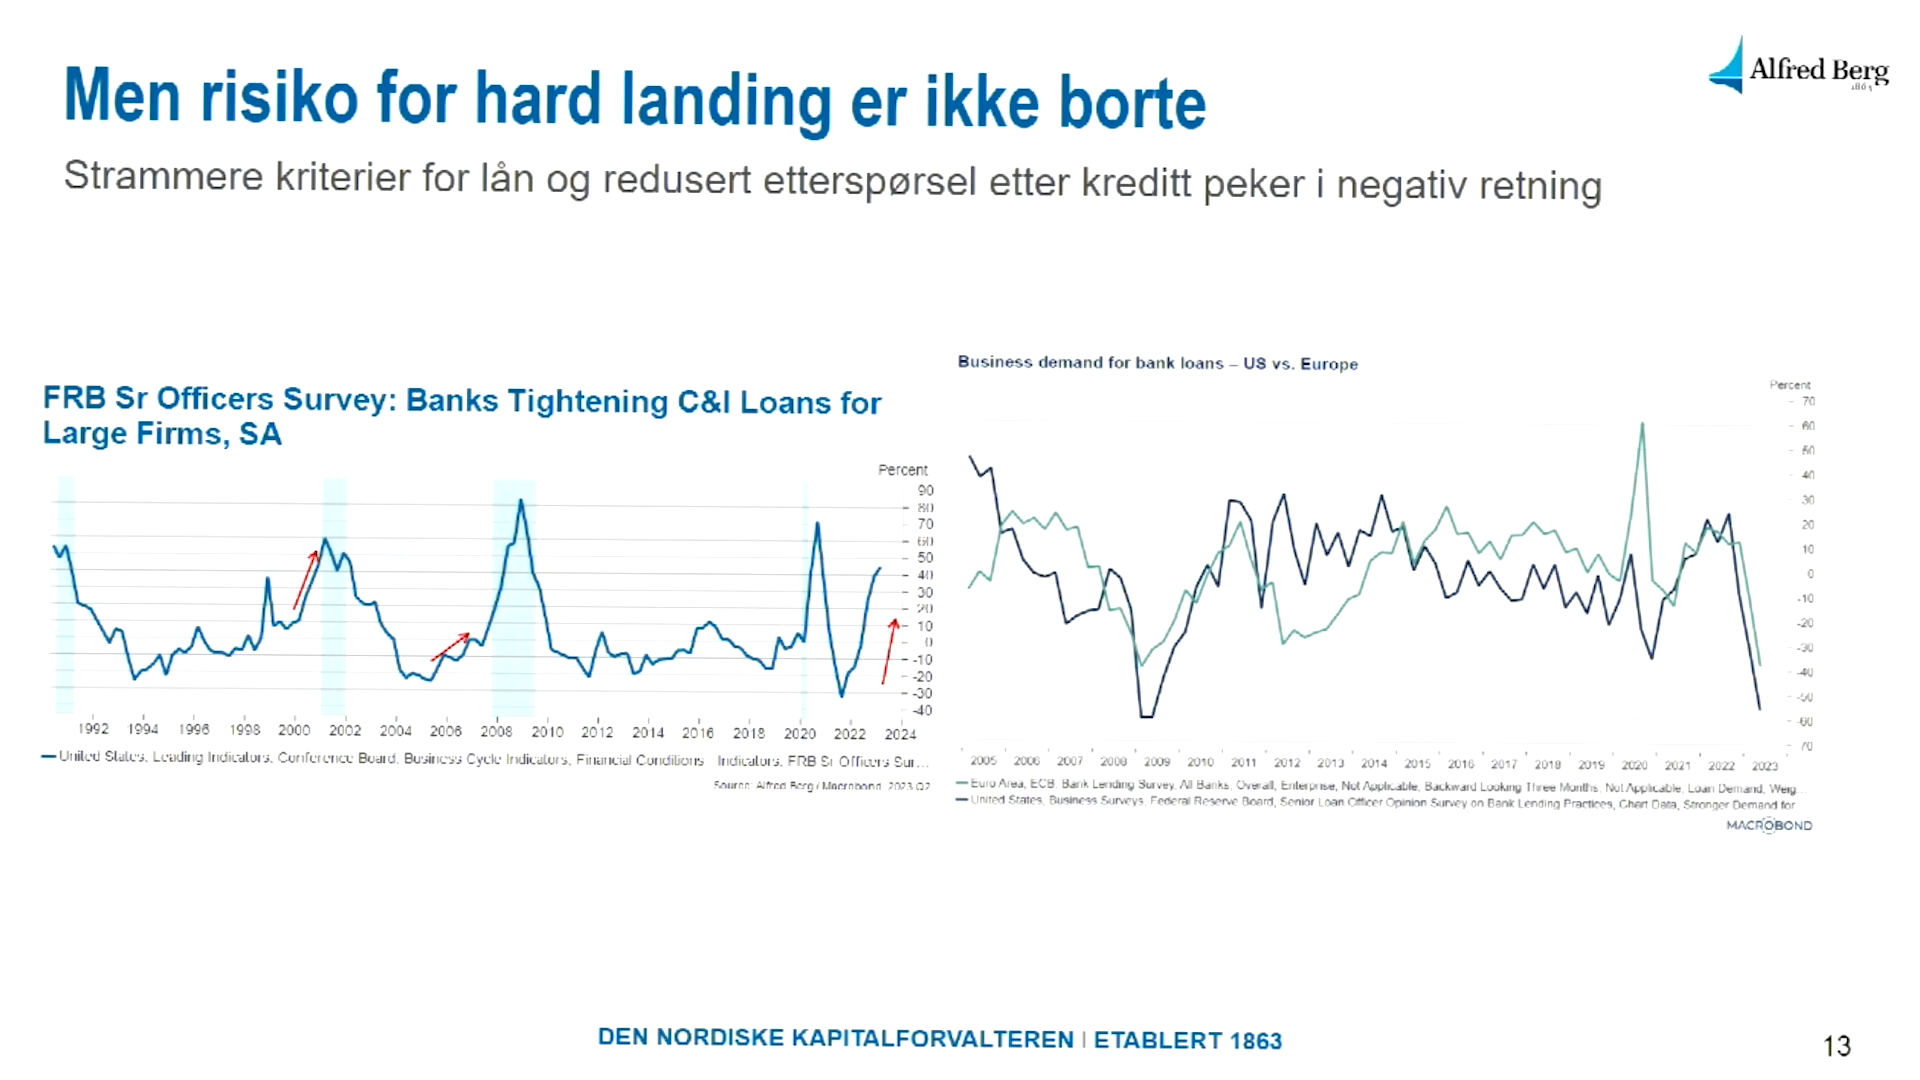 Alfred Berg
1863
Men risiko for hard landing er ikke borte
Strammere kriterier for lån og redusert etterspørsel etter kreditt peker i negativ retning
FRB Sr Officers Survey: Banks Tightening C&I Loans for
Large Firms, SA
Percent
90
80
70
60
50
40
30
20
10
0
-10
-20
-30
-40
1992 1994 1996 1998 2000 2002 2004 2006 2008 2010 2012 2014 2016 2018 2020 2022 2024
United States, Leading Indicators, Conference Board, Business Cycle Indicators, Financial Conditions Indicators, FRB Sr Officers Sur...
Source: Alfred Berg / Macrobond, 2023 Q2
Business demand for bank loans – US vs. Europe
Percent
70
60
50
40
30
20
10
0
-10
-20
-30
-40
-50
-60
70
2005 2006 2007 2008 2009 2010 2011 2012 2013 2014 2015 2016 2017 2018 2019 2020 2021 2022 2023
Euro Area, ECB, Bank Lending Survey, All Banks, Overall, Enterprise, Not Applicable, Backward Looking Three Months, Not Applicable, Loan Demand, Weig...
United States, Business Surveys, Federal Reserve Board, Senior Loan Officer Opinion Survey on Bank Lending Practices, Chart Data, Stronger Demand for
MACROBOND
DEN NORDISKE KAPITALFORVALTEREN | ETABLERT 1863
13